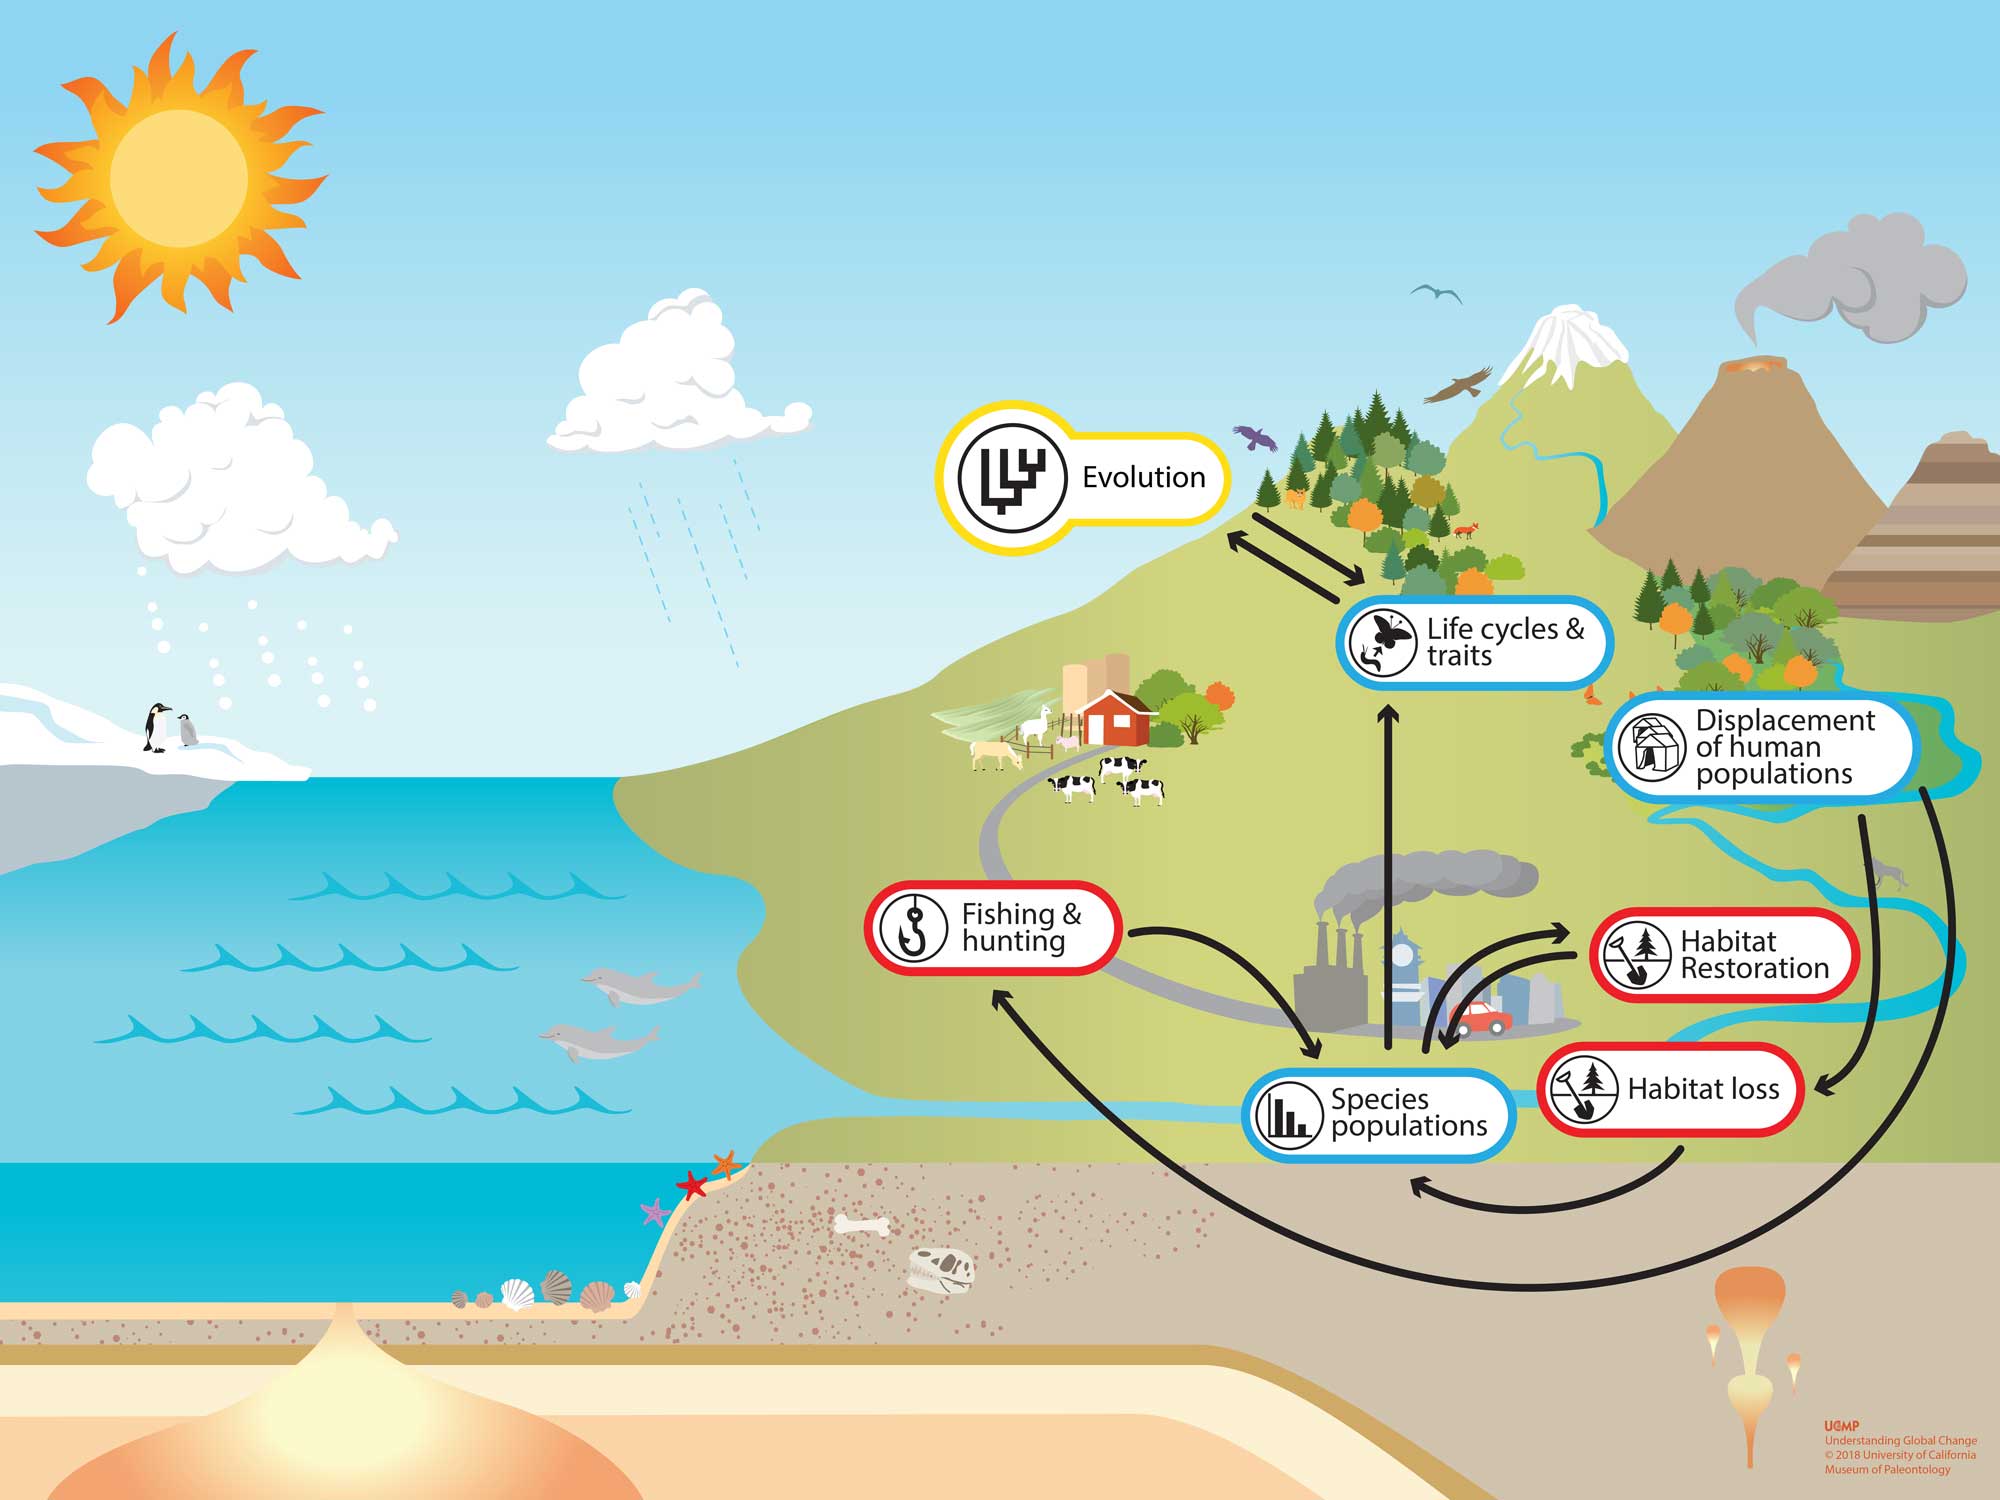 Evolution
Life cycles &
traits
Displacement
of human
populations
Fishing &
hunting
Habitat
Restoration
Species
populations
Habitat loss
UCMP
Understanding Global Change
© 2018 University of California
Museum of Paleontology